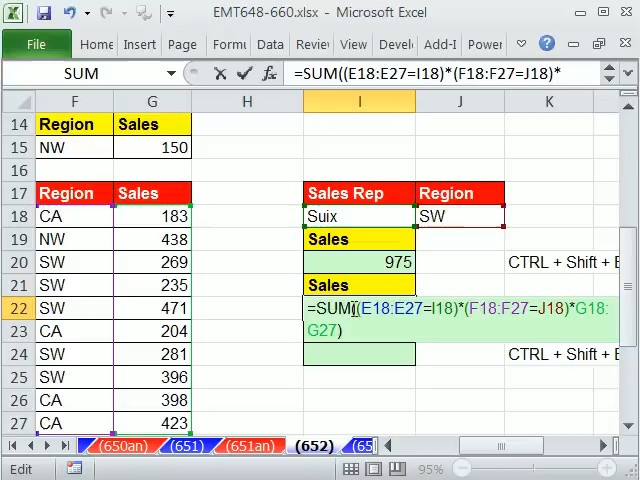 EMT648-660.xlsx - Microsoft Excel
File Home Insert Page Formu Data Revie View Devel Add-I Power
SUM =SUM((E18:E27=I18)*(F18:F27=J18)*
F G H I J K
14 Region Sales
15 NW 150
16
17 Region Sales Sales Rep Region
18 CA 183 Suix SW
19 NW 438 Sales
20 SW 269 975 CTRL + Shift + E
21 SW 235 Sales
22 SW 471 =SUM((E18:E27=I18)*(F18:F27=J18)*G18:
23 CA 204 G27)
24 SW 281 CTRL + Shift + E
25 SW 396
26 CA 398
27 CA 423
(650an) (651) (651an) (652) (65
Edit 95%